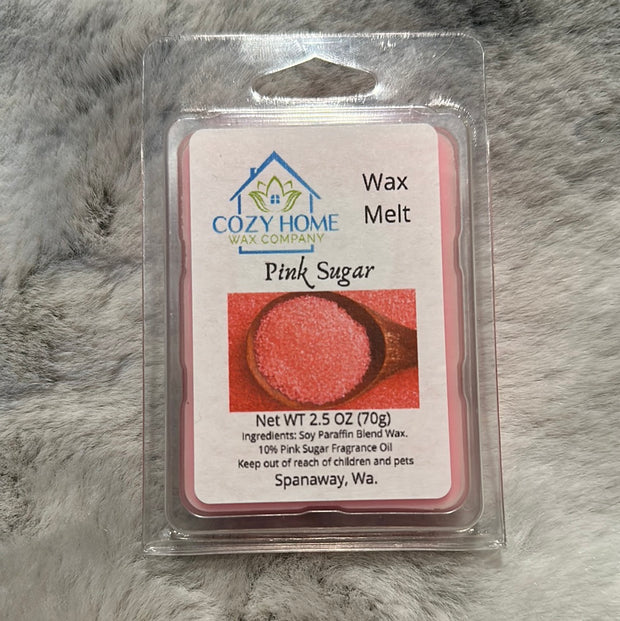 COZY HOME
WAX COMPANY
Wax
Melt
Pink Sugar
Net WT 2.5 OZ (70g)
Ingredients: Soy Paraffin Blend Wax.
10% Pink Sugar Fragrance Oil
Keep out of reach of children and pets
Spanaway, Wa.